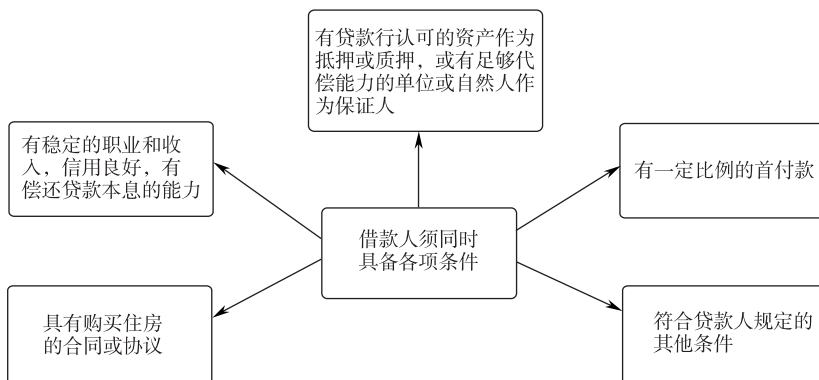 有贷款行认可的资产作为
抵押或质押，或有足够代
偿能力的单位或自然人作
为保证人
有稳定的职业和收
入，信用良好，有
偿还贷款本息的能力
有一定比例的首付款
借款人须同时
具备各项条件
具有购买住房
的合同或协议
符合贷款人规定的
其他条件